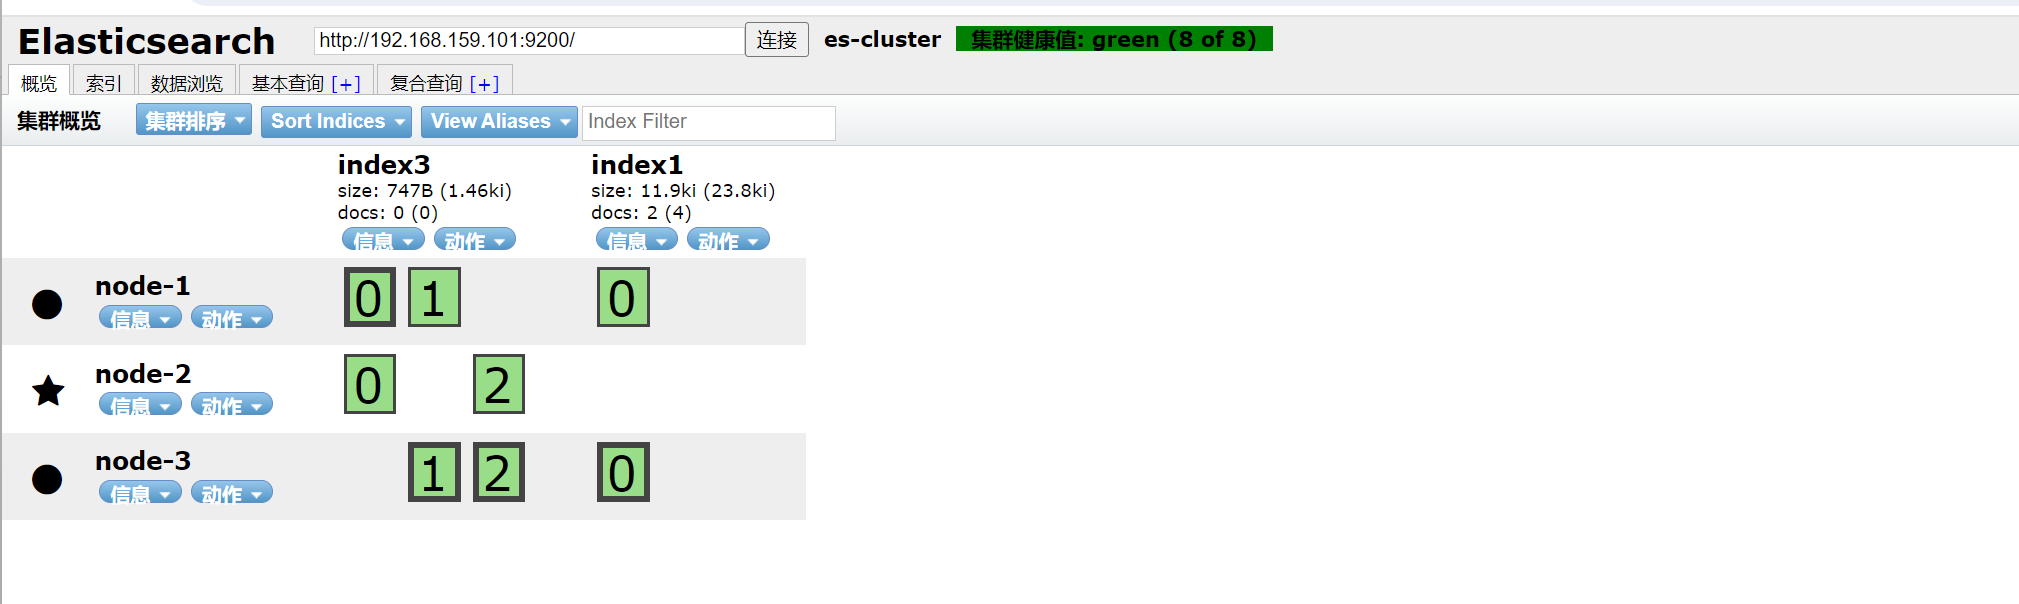 Elasticsearch http://192.168.159.101:9200/ 连接 es-cluster 集群健康值: green (8 of 8)
概览 索引 数据浏览 基本查询 [+] 复合查询 [+]
集群概览 集群排序 Sort Indices View Aliases Index Filter
index3 index1
size: 747B (1.46ki) size: 11.9ki (23.8ki)
docs: 0 (0) docs: 2 (4)
信息 动作 信息 动作
node-1 0 1 0
信息 动作
node-2 0 2
信息 动作
node-3 1 2 0
信息 动作